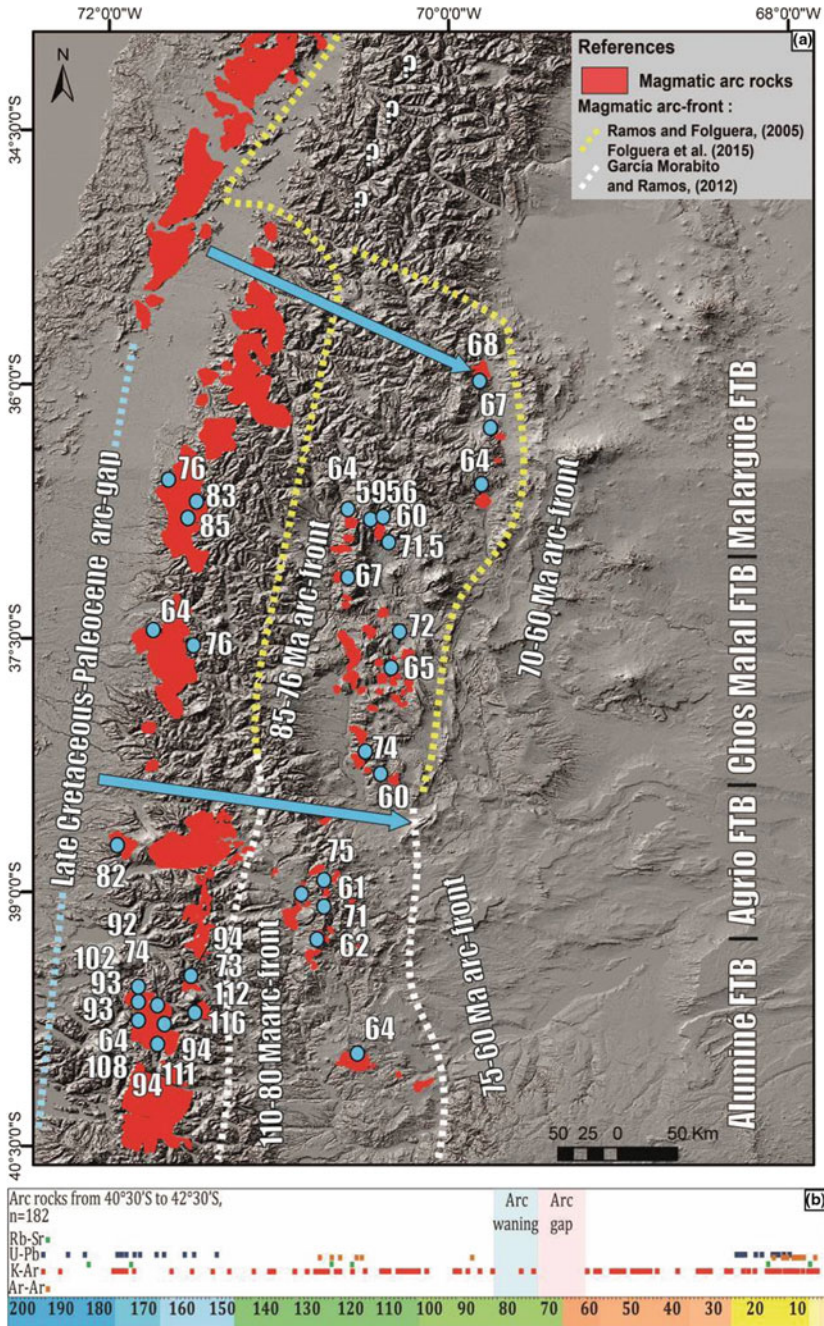 72°0'0"
70°0'0"
68°0'0"
(a)
References
Magmatic arc rocks
Magmatic arc-front :
Ramos and Folguera, (2005)
Folguera et al. (2015)
García Morabito
and Ramos, (2012)
34°30'0"S
36°0'0"S
37°30'0"S
39°0'0"S
40°30'0"S
?
?
?
?
68
67
64
76
83
85
64
5956
60
71.5
67
64
76
72
65
74
60
82
75
61
71
62
92
74
102
93
93
64
108
94
111
94
94
73
112
116
64
Late Cretaceous-Paleocene arc-gap
85-76 Ma arc-front
70-60 Ma arc-front
110-80 Maarc-front
75-60 Ma arc-front
Aluminé FTB | Agrio FTB | Chos Malal FTB | Malargüe FTB
50 25 0 50 Km
Arc rocks from 40°30'S to 42°30'S,
n=182
Arc
waning
Arc
gap
(b)
Rb-Sr
U-Pb
K-Ar
Ar-Ar
200 190 180 170 160 150 140 130 120 110 100 90 80 70 60 50 40 30 20 10